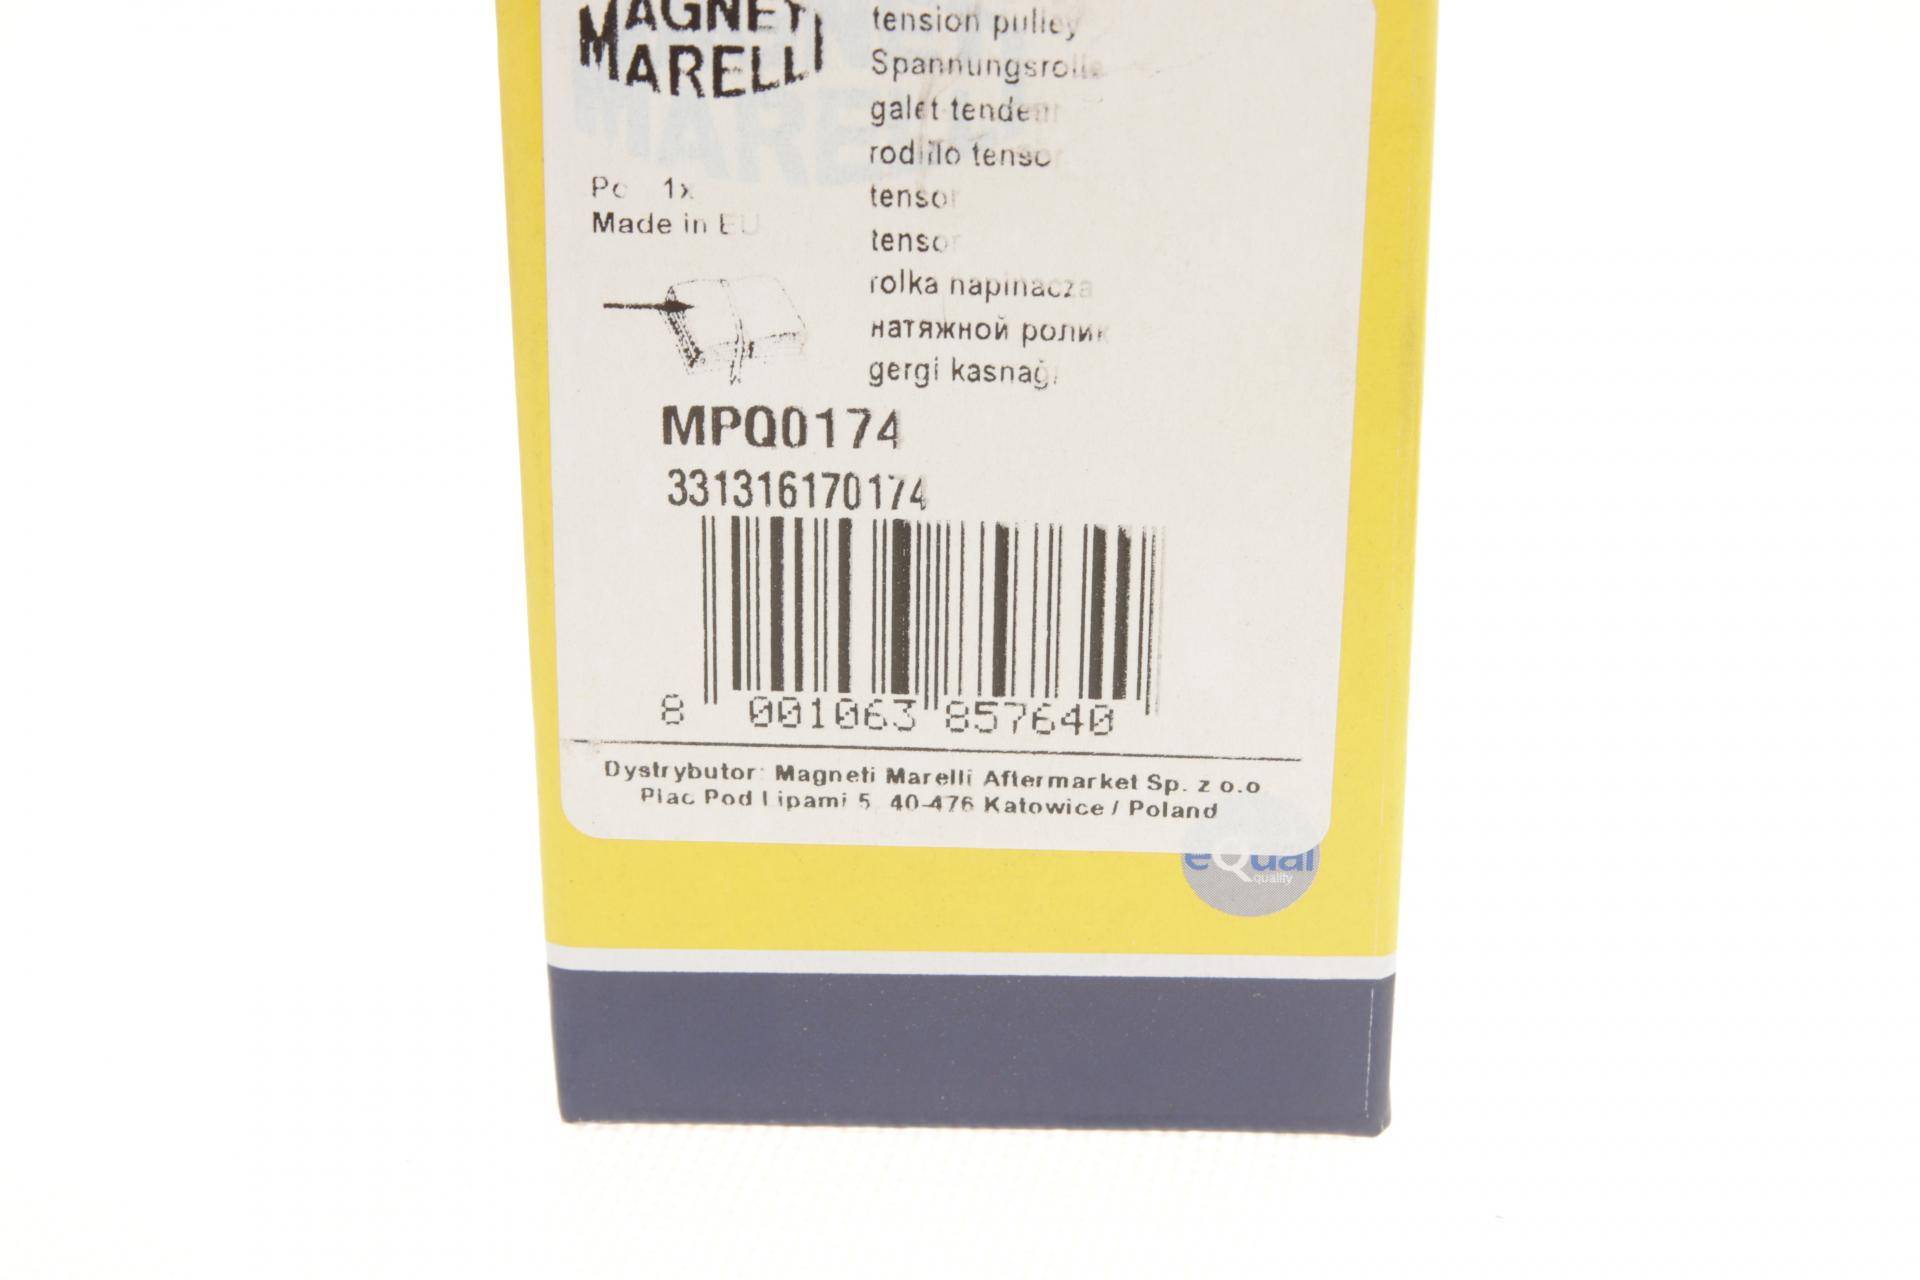 MAGNETI
MARELLI
tension pulley
Spannungsrolle
galet tendeur
rodillo tensor
tensor
tensor
rolka napinacza
натяжной ролик
gergi kasnağı
1x
Made in EU
MPQ0174
331316170174
8 001063 857640
Dystrybutor: Magneti Marelli Aftermarket Sp. z o.o
Plac Pod Lipami 5, 40-476 Katowice / Poland
eQual
quality